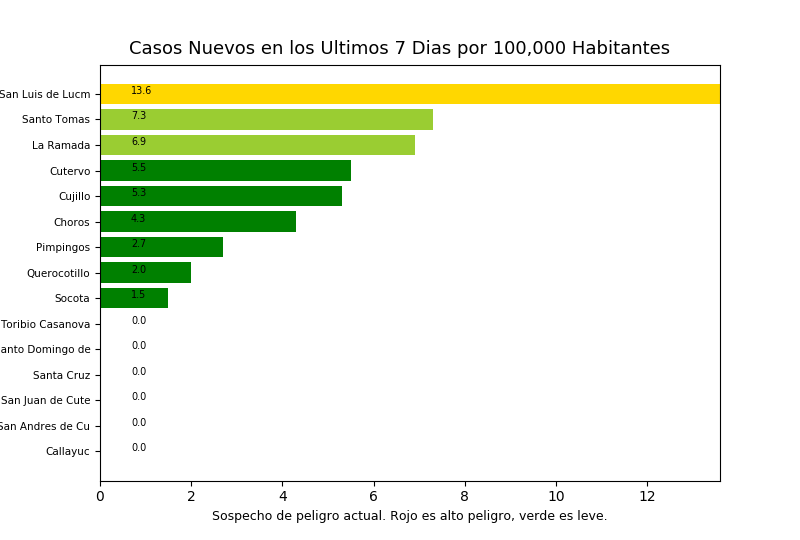 Casos Nuevos en los Ultimos 7 Dias por 100,000 Habitantes
San Luis de Lucm 13.6
Santo Tomas 7.3
La Ramada 6.9
Cutervo 5.5
Cujillo 5.3
Choros 4.3
Pimpingos 2.7
Querocotillo 2.0
Socota 1.5
Toribio Casanova 0.0
anto Domingo de 0.0
Santa Cruz 0.0
San Juan de Cute 0.0
San Andres de Cu 0.0
Callayuc 0.0
0 2 4 6 8 10 12
Sospecho de peligro actual. Rojo es alto peligro, verde es leve.